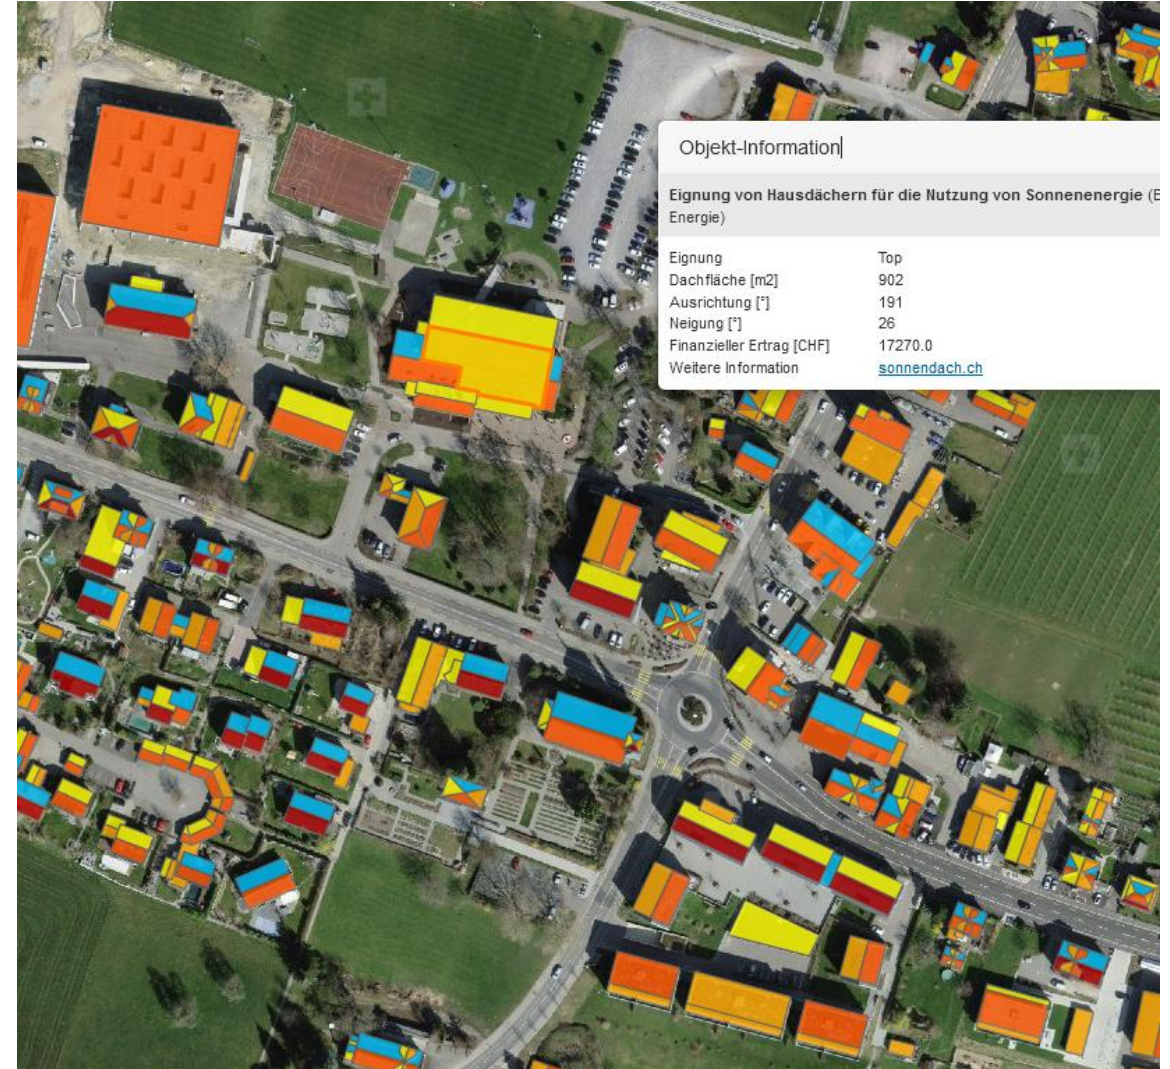 Objekt-Information
Eignung von Hausdächern für die Nutzung von Sonnenenergie (E
Energie)
Eignung Top
Dachfläche [m2] 902
Ausrichtung [°] 191
Neigung [°] 26
Finanzieller Ertrag [CHF] 17270.0
Weitere Information sonnendach.ch